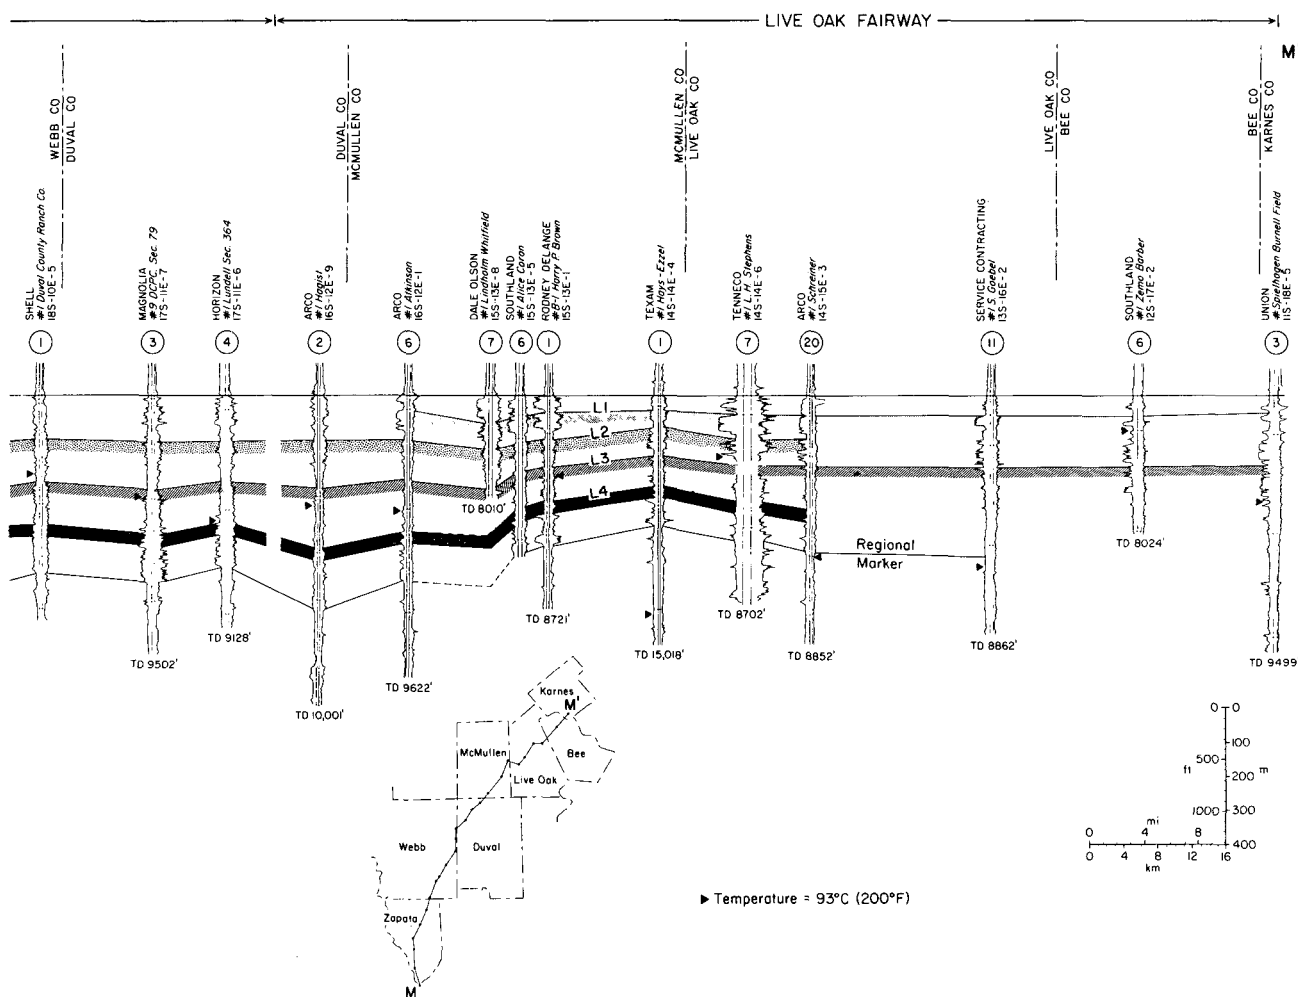 LIVE OAK FAIRWAY
M
WEBB CO
DUVAL CO
DUVAL CO
MCMULLEN CO
MCMULLEN CO
LIVE OAK CO
LIVE OAK CO
BEE CO
BEE CO
KARNES CO
SHELL
#1 Duval County Ranch Co.
18S-10E-5
MAGNOLIA
#9 DCPC, Sec. 79
17S-11E-7
HORIZON
#1 Lundell Sec. 364
17S-11E-6
ARCO
#1 Hagist
16S-12E-9
ARCO
#1 Atkinson
16S-12E-1
DALE OLSON
#1 Lindholm Whitfield
15S-13E-8
SOUTHLAND
#1 Alice Coran
15S-13E-5
RODNEY DELANGE
#B-1 Harry P. Brown
15S-13E-1
TEXAM
#1 Hays-Ezzel
14S-14E-4
TENNECO
#1 L. H. Stephens
14S-14E-6
ARCO
#1 Schreiner
14S-15E-3
SERVICE CONTRACTING
#1 S. Goebel
13S-16E-2
SOUTHLAND
#1 Zemo Barber
12S-17E-2
UNION
#Spielhagen Burnell Field
11S-18E-5
1 3 4 2 6 7 6 1 1 7 20 11 6 3
L1
L2
L3
L4
TD 8010'
TD 8024'
Regional
Marker
TD 8721'
TD 8702'
TD 9128'
TD 8862'
TD 9502'
TD 15,018'
TD 8852'
TD 9499
TD 9622'
TD 10,001'
Karnes
M'
McMullen
Bee
Live Oak
Webb
Duval
Zapata
M
0 0
100
500
ft 200 m
1000 300
400
mi
0 4 8
0 4 8 12 16
km
Temperature = 93°C (200°F)